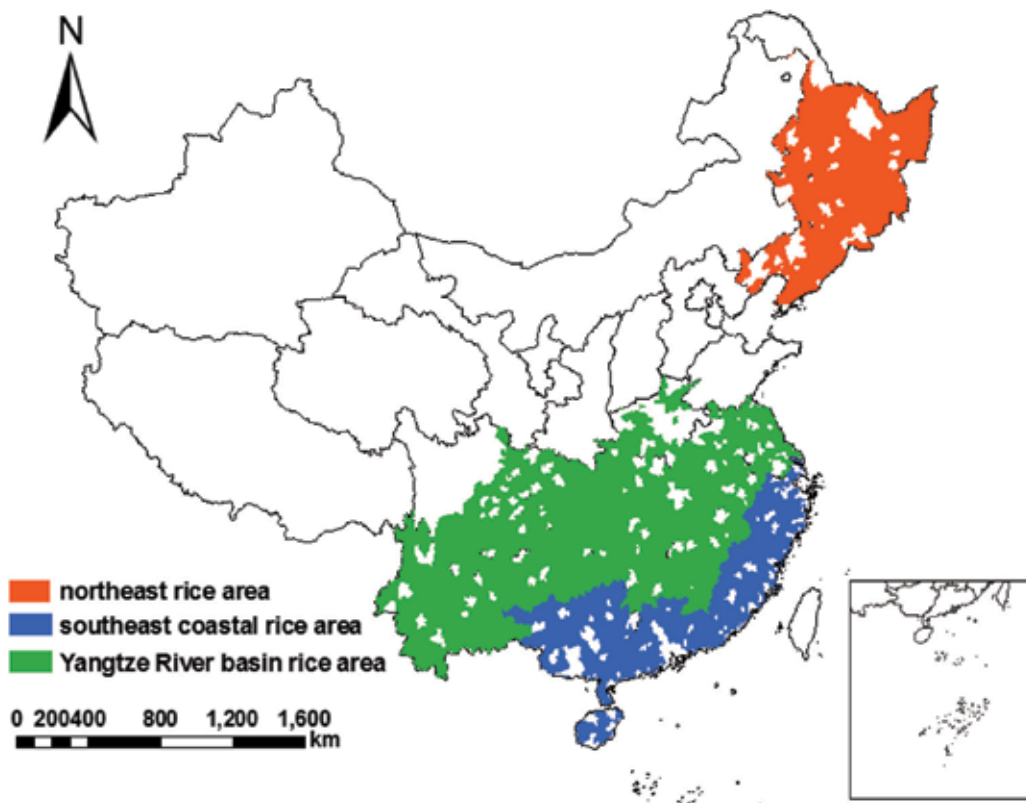 N
northeast rice area
southeast coastal rice area
Yangtze River basin rice area
0 200400 800 1,200 1,600
km